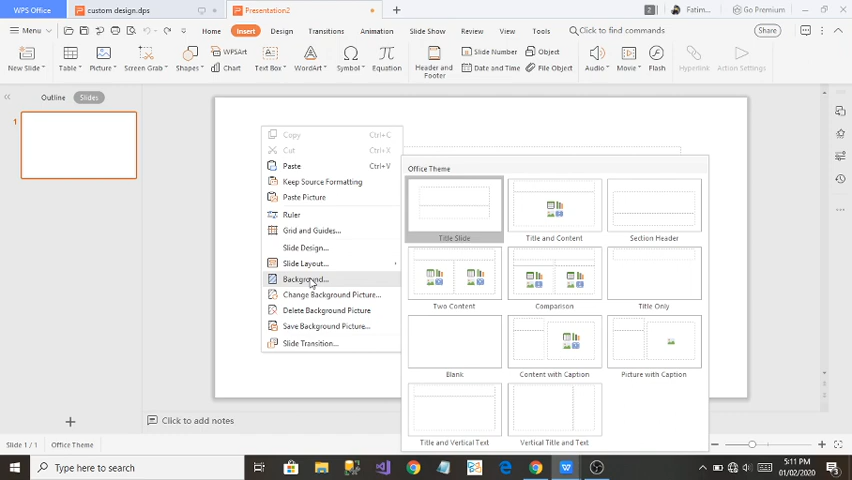 WPS Office
custom design.dps
Presentation2
2
Fatim...
Go Premium
Menu
Home
Insert
Design
Transitions
Animation
Slide Show
Review
View
Tools
Click to find commands
Share
New Slide
Table
Picture
Screen Grab
Shapes
WPSArt
Chart
Text Box
WordArt
Symbol
Equation
Header and Footer
Slide Number
Date and Time
Object
File Object
Audio
Movie
Flash
Hyperlink
Action Settings
Outline
Slides
1
Copy Ctrl+C
Cut Ctrl+X
Paste Ctrl+V
Keep Source Formatting
Paste Picture
Ruler
Grid and Guides...
Slide Design...
Slide Layout...
Background...
Change Background Picture...
Delete Background Picture
Save Background Picture...
Slide Transition...
Office Theme
Title Slide
Title and Content
Section Header
Two Content
Comparison
Title Only
Blank
Content with Caption
Picture with Caption
Title and Vertical Text
Vertical Title and Text
Click to add notes
Slide 1 / 1
Office Theme
Type here to search
5:11 PM
01/02/2020
3